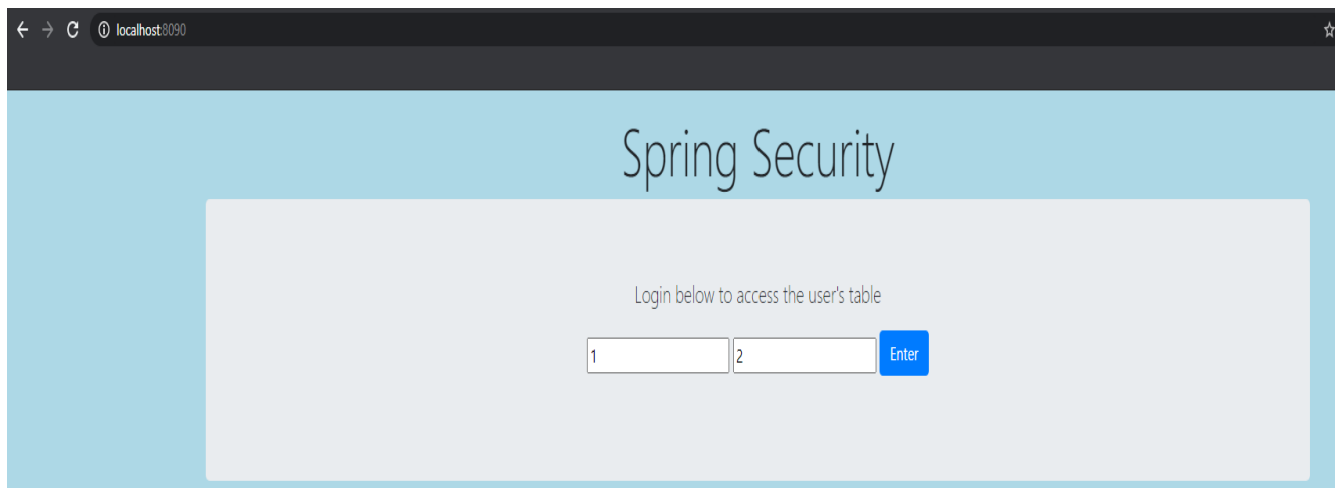 localhost:8090
Spring Security
Login below to access the user's table
1 2 Enter